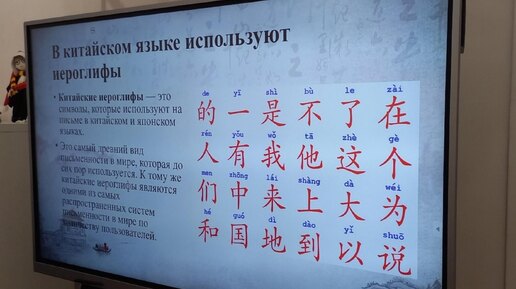 В китайском языке используют
иероглифы
• Китайские иероглифы — это
символы, которые используют на
письме в китайском и японском
языках.
• Это самый древний вид
письменности в мире, которая до
сих пор используется. К тому же
китайские иероглифы являются
одними из самых
распространенных систем
письменности в мире по
количеству пользователей.
de yī shì bù le zài
的 一 是 不 了 在
rén yǒu wǒ tā zhè gè
人 有 我 他 这 个
men zhōng lái shàng dà wéi
们 中 来 上 大 为
hé guó dì dào yǐ shuō
和 国 地 到 以 说